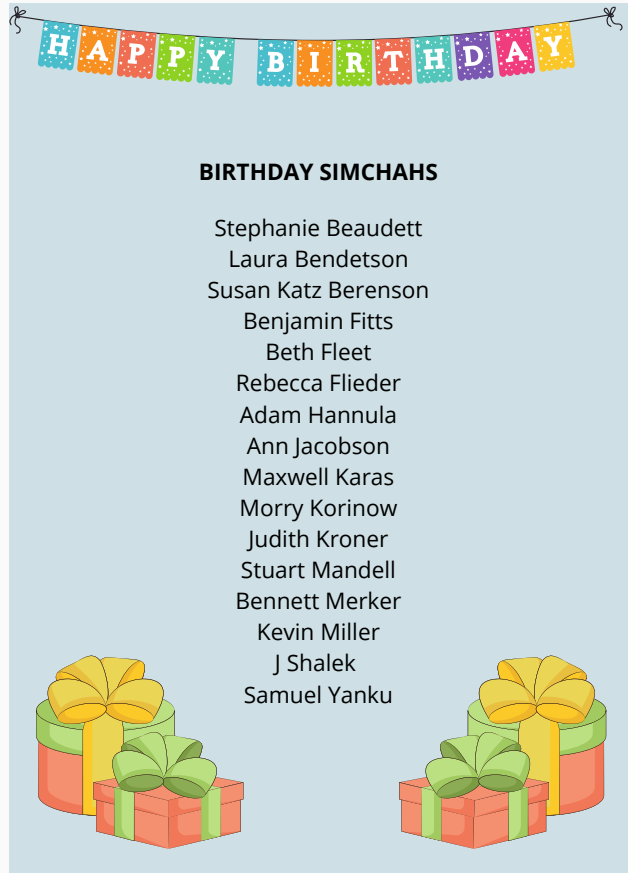 HAPPY BIRTHDAY
BIRTHDAY SIMCHAHS
Stephanie Beaudett
Laura Bendetson
Susan Katz Berenson
Benjamin Fitts
Beth Fleet
Rebecca Flieder
Adam Hannula
Ann Jacobson
Maxwell Karas
Morry Korinow
Judith Kroner
Stuart Mandell
Bennett Merker
Kevin Miller
J Shalek
Samuel Yanku